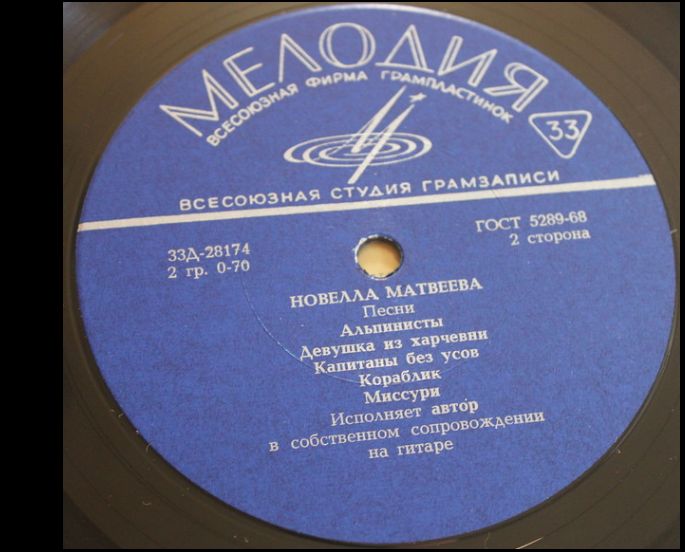 МЕЛОДИЯ
ВСЕСОЮЗНАЯ ФИРМА ГРАМПЛАСТИНОК
33
ВСЕСОЮЗНАЯ СТУДИЯ ГРАМЗАПИСИ
33Д-28174
2 гр. 0-70
ГОСТ 5289-68
2 сторона
НОВЕЛЛА МАТВЕЕВА
Песни
Альпинисты
Девушка из харчевни
Капитаны без усов
Кораблик
Миссури
Исполняет автор
в собственном сопровождении
на гитаре